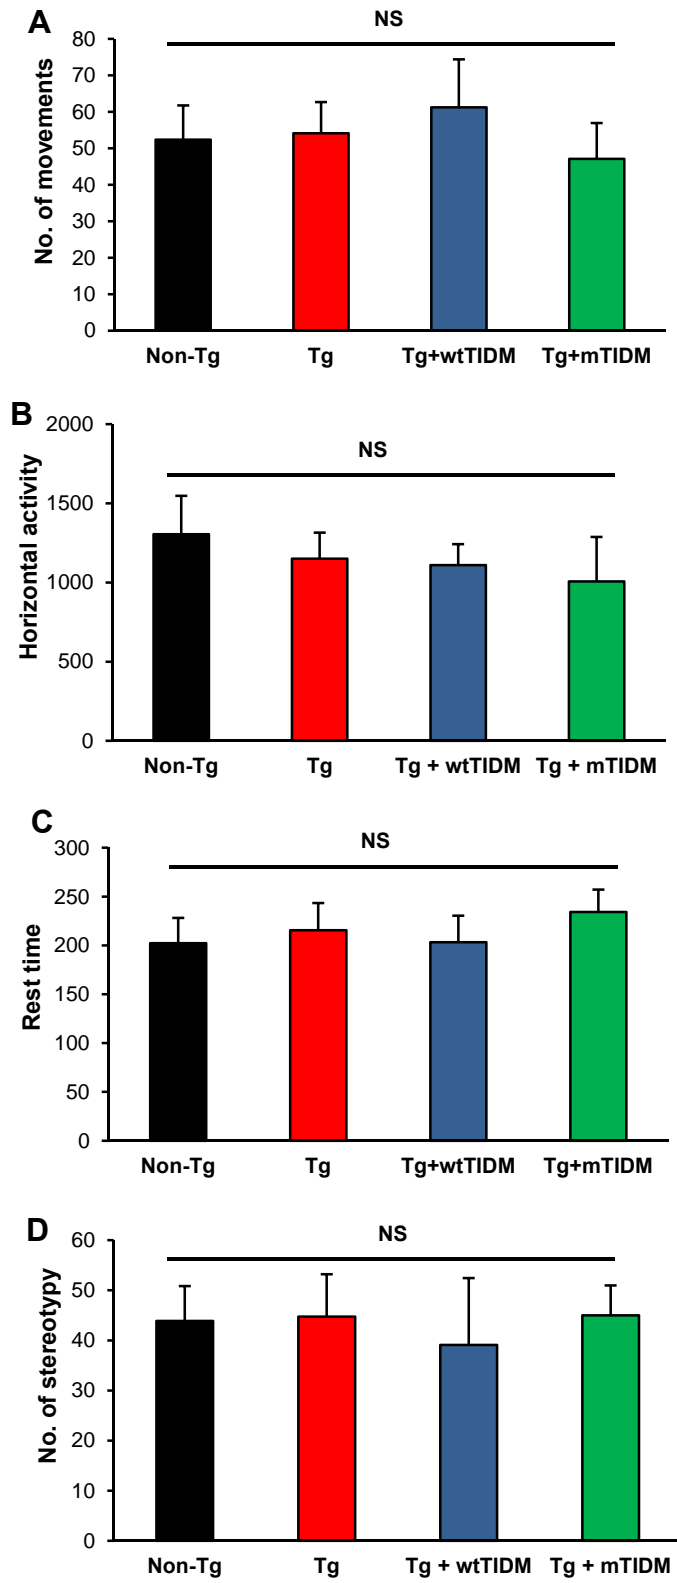 A
NS
No. of movements
80
70
60
50
40
30
20
10
0
Non-Tg Tg Tg+wtTIDM Tg+mTIDM
B
NS
Horizontal activity
2000
1500
1000
500
0
Non-Tg Tg Tg + wtTIDM Tg + mTIDM
C
NS
Rest time
300
250
200
150
100
50
0
Non-Tg Tg Tg+wtTIDM Tg+mTIDM
D
NS
No. of stereotypy
60
50
40
30
20
10
0
Non-Tg Tg Tg + wtTIDM Tg + mTIDM